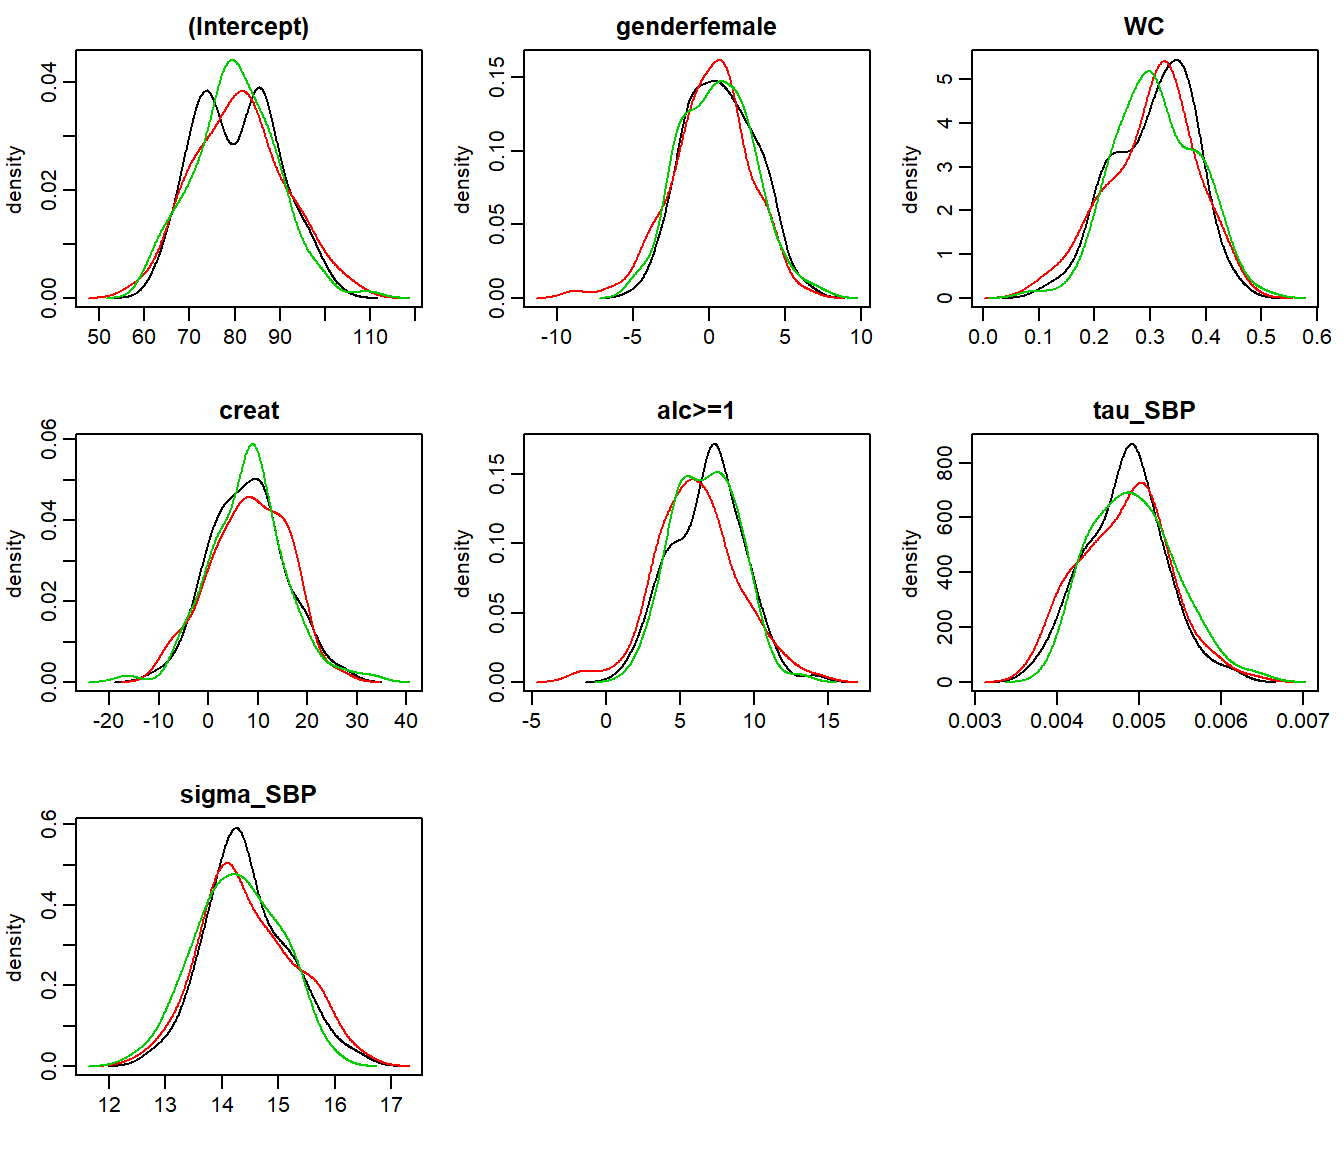 (Intercept)
genderfemale
WC
density
0.00
0.02
0.04
50 60 70 80 90 110
density
0.00
0.05
0.10
0.15
-10 -5 0 5 10
density
0
1
2
3
4
5
0.0 0.1 0.2 0.3 0.4 0.5 0.6
creat
alc>=1
tau_SBP
density
0.00
0.02
0.04
0.06
-20 -10 0 10 20 30 40
density
0.00
0.05
0.10
0.15
-5 0 5 10 15
density
0
200
400
600
800
0.003 0.004 0.005 0.006 0.007
sigma_SBP
density
0.0
0.2
0.4
0.6
12 13 14 15 16 17